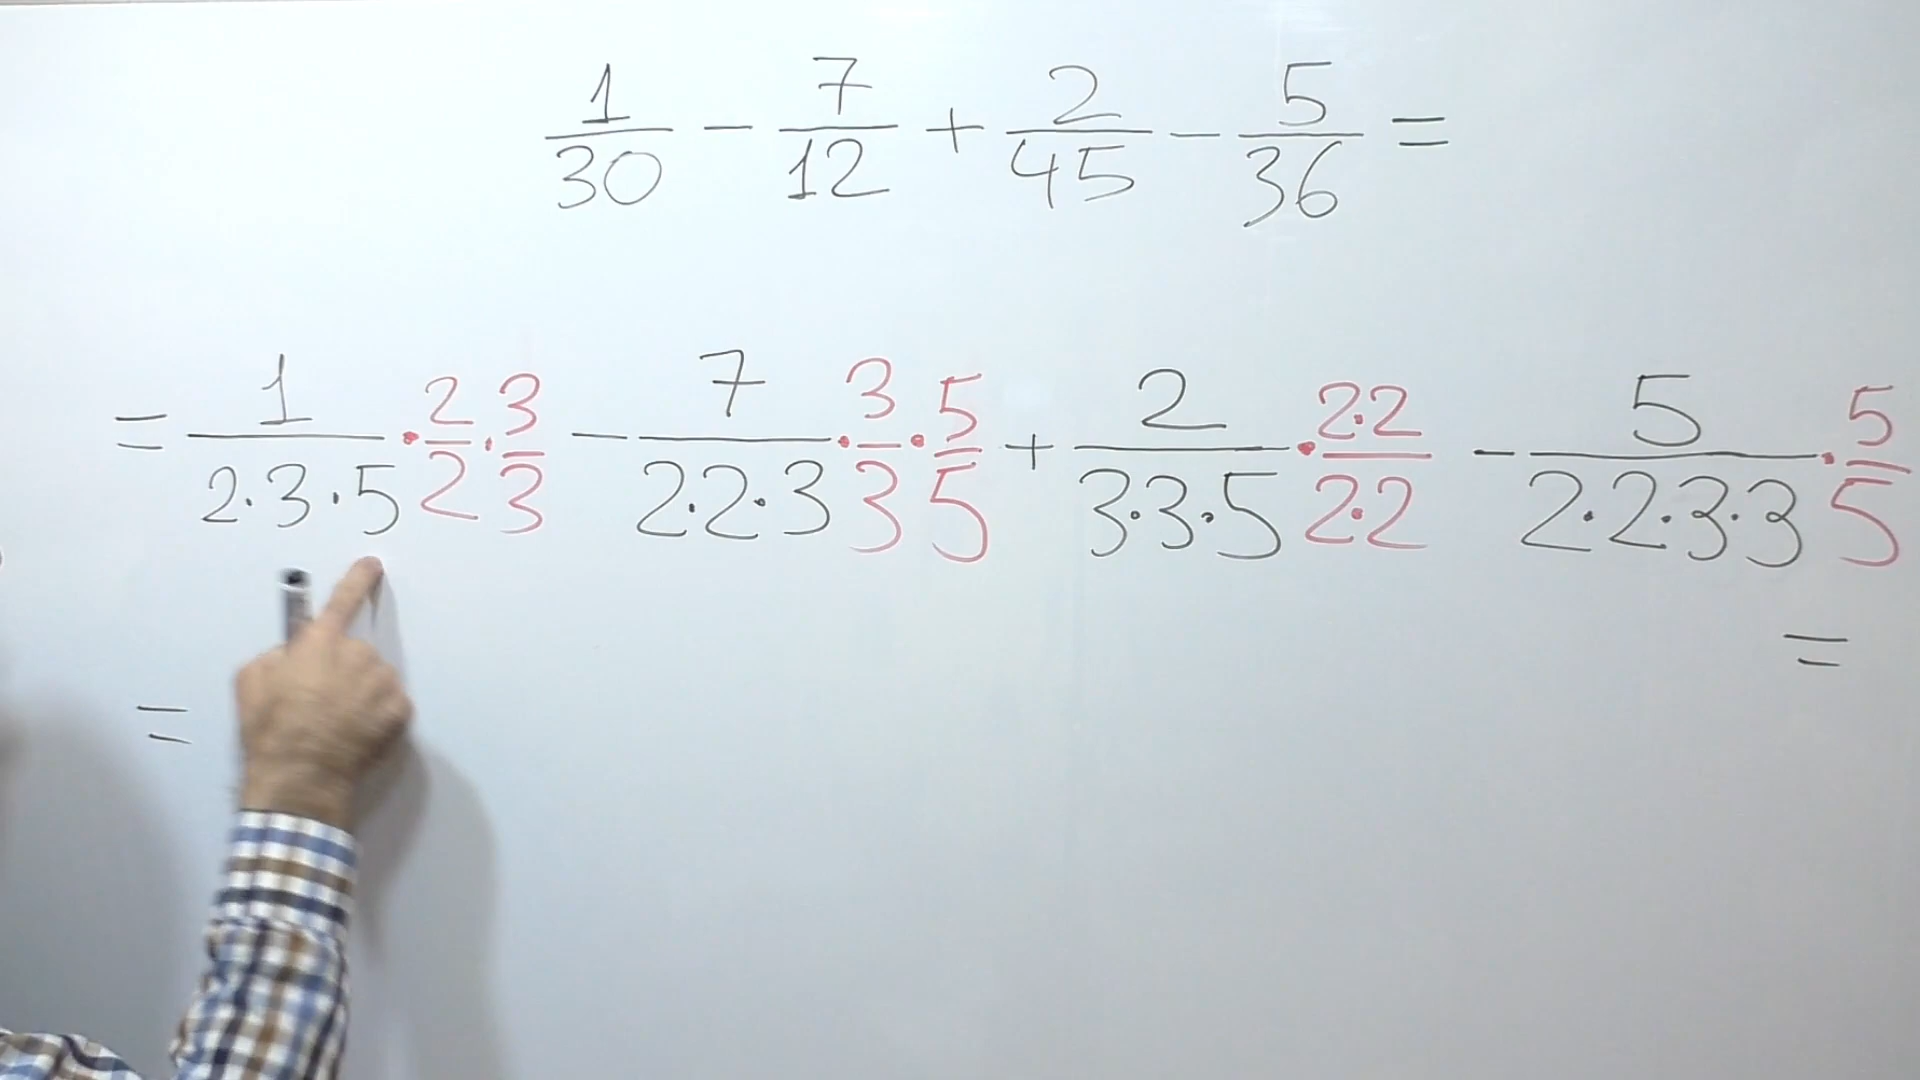 1/30 − 7/12 + 2/45 − 5/36 =
= 1/(2·3·5) · 2/2 · 3/3 − 7/(2·2·3) · 3/3 · 5/5 + 2/(3·3·5) · (2·2)/(2·2) − 5/(2·2·3·3) · 5/5
=
=